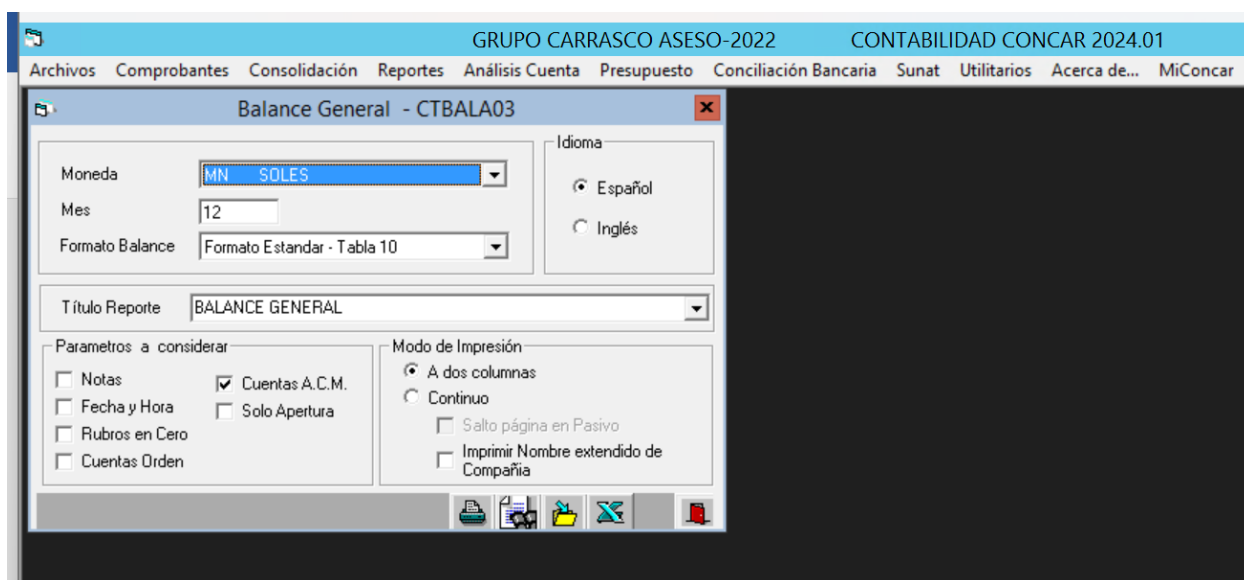 GRUPO CARRASCO ASESO-2022 CONTABILIDAD CONCAR 2024.01
Archivos Comprobantes Consolidación Reportes Análisis Cuenta Presupuesto Conciliación Bancaria Sunat Utilitarios Acerca de... MiConcar
Balance General - CTBALA03
Moneda MN SOLES
Mes 12
Formato Balance Formato Estandar - Tabla 10
Idioma
Español
Inglés
Título Reporte BALANCE GENERAL
Parametros a considerar
Notas
Fecha y Hora
Rubros en Cero
Cuentas Orden
Cuentas A.C.M.
Solo Apertura
Modo de Impresión
A dos columnas
Continuo
Salto página en Pasivo
Imprimir Nombre extendido de
Compañia